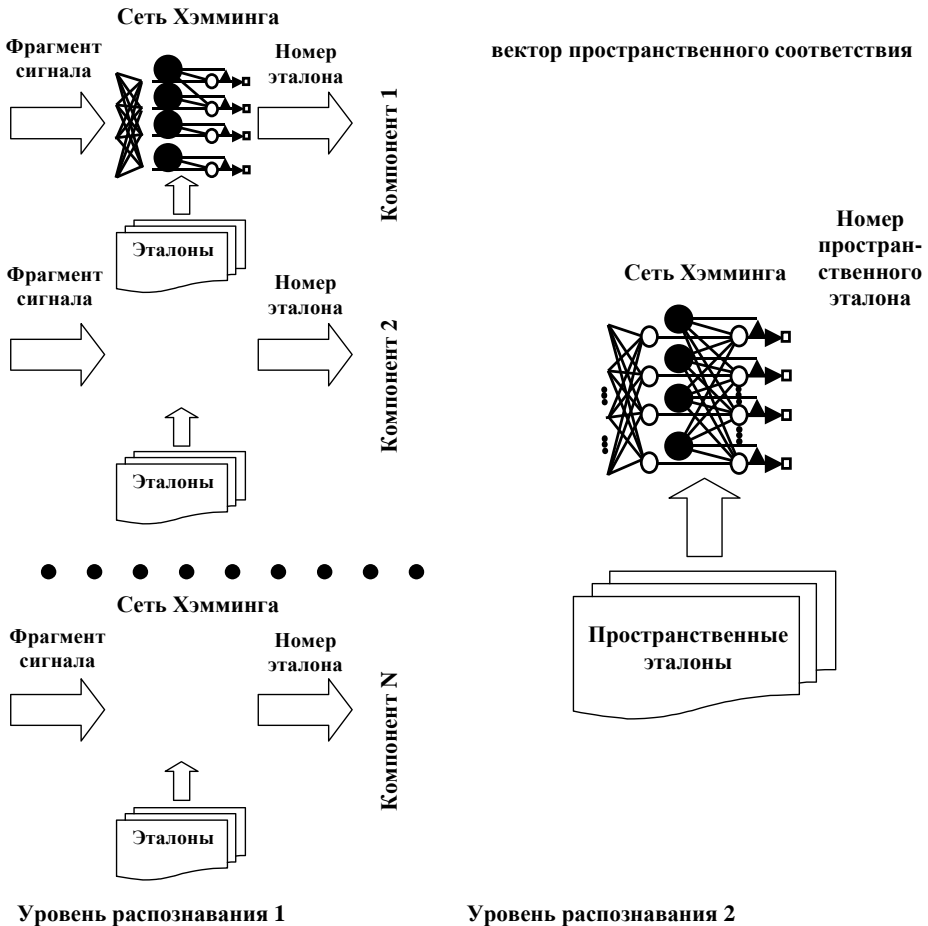 Сеть Хэмминга
Фрагмент
сигнала
Номер
эталона
Компонент 1
Эталоны
Фрагмент
сигнала
Номер
эталона
Компонент 2
Эталоны
Сеть Хэмминга
Фрагмент
сигнала
Номер
эталона
Компонент N
Эталоны
Уровень распознавания 1
вектор пространственного соответствия
Номер
простран-
ственного
эталона
Сеть Хэмминга
Пространственные
эталоны
Уровень распознавания 2